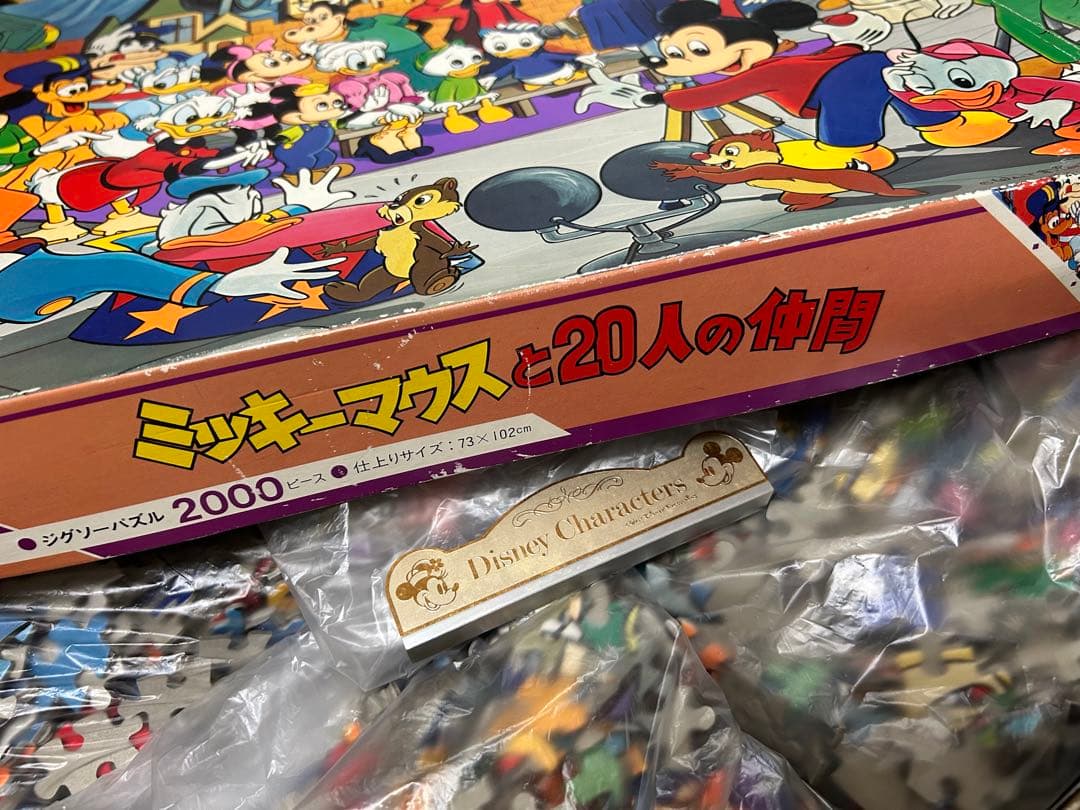 ミッキーマウスと20人の仲間
ジグソーパズル 2000ピース 仕上りサイズ：73×102cm
Disney Characters